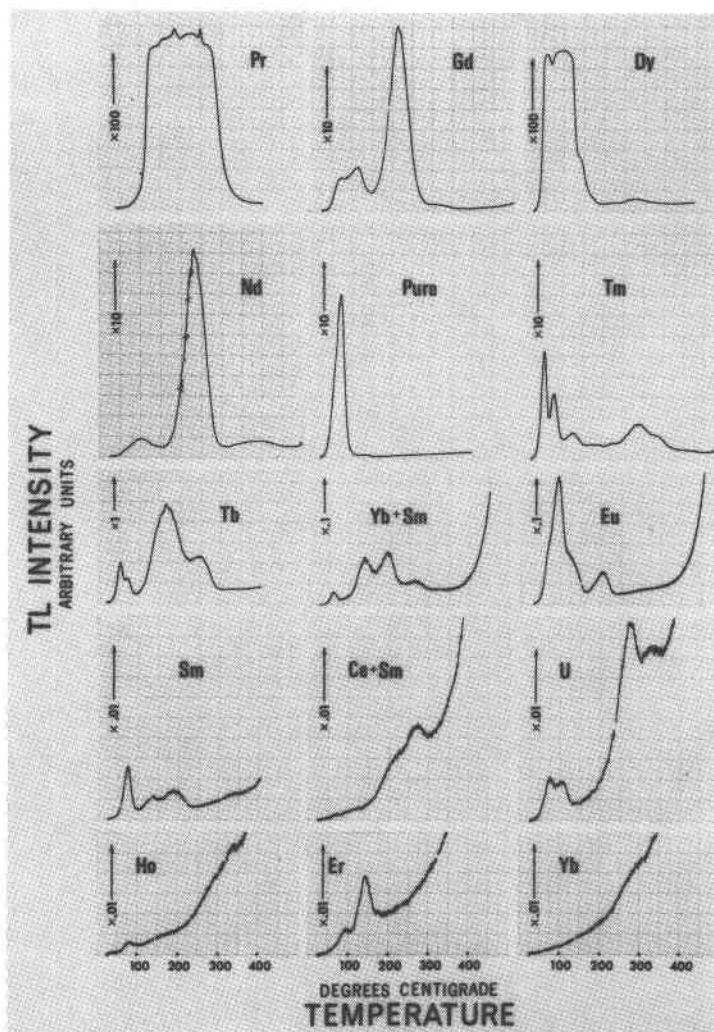 Pr
Gd
Dy
×100
×10
×100
Nd
Pure
Tm
×10
×10
×10
Tb
Yb+Sm
Eu
×1
×.1
×.1
Sm
Ce+Sm
U
×.01
×.01
×.01
Ho
Er
Yb
×.01
×.01
×.01
100 200 300 400
100 200 300 400
100 200 300 400
TL INTENSITY
ARBITRARY UNITS
DEGREES CENTIGRADE
TEMPERATURE